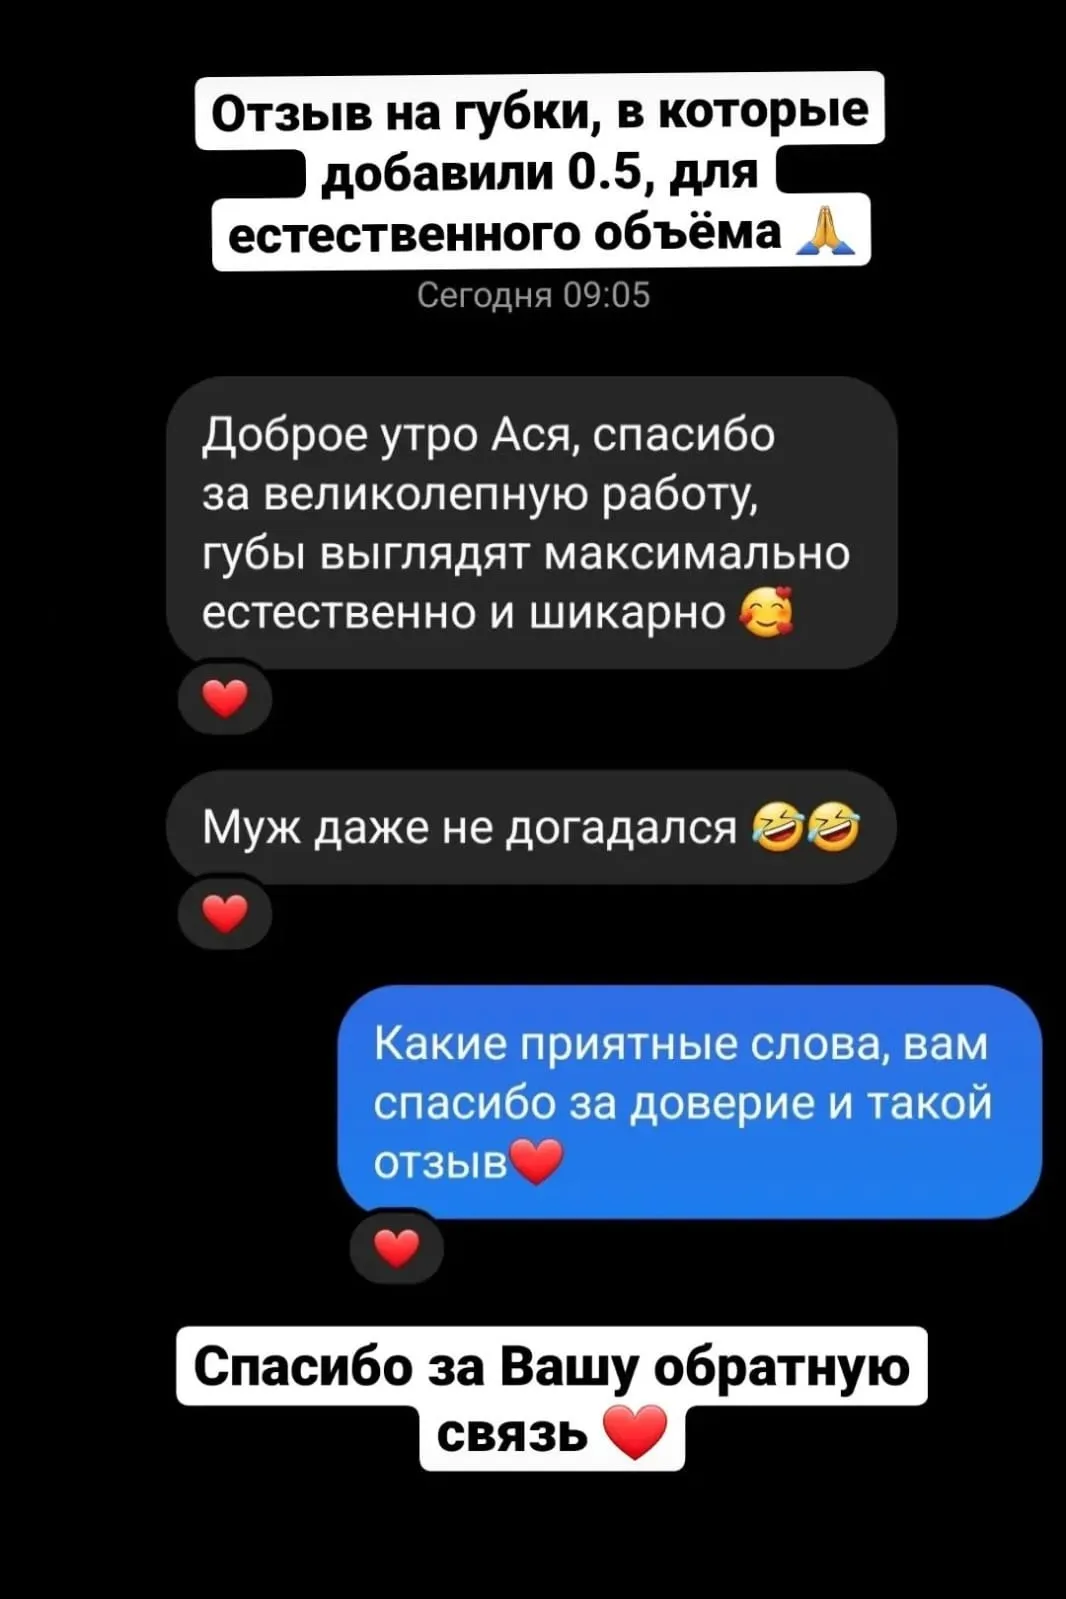 Отзыв на губки, в которые
добавили 0.5, для
естественного объёма 🙏
Сегодня 09:05
Доброе утро Ася, спасибо
за великолепную работу,
губы выглядят максимально
естественно и шикарно 🥰
❤️
Муж даже не догадался 🤣🤣
❤️
Какие приятные слова, вам
спасибо за доверие и такой
отзыв❤️
❤️
Спасибо за Вашу обратную
связь ❤️